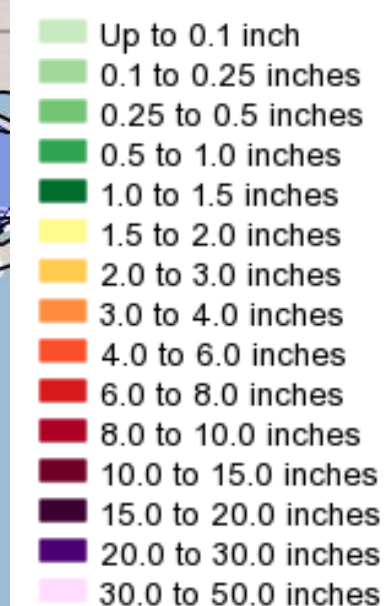 Up to 0.1 inch
0.1 to 0.25 inches
0.25 to 0.5 inches
0.5 to 1.0 inches
1.0 to 1.5 inches
1.5 to 2.0 inches
2.0 to 3.0 inches
3.0 to 4.0 inches
4.0 to 6.0 inches
6.0 to 8.0 inches
8.0 to 10.0 inches
10.0 to 15.0 inches
15.0 to 20.0 inches
20.0 to 30.0 inches
30.0 to 50.0 inches